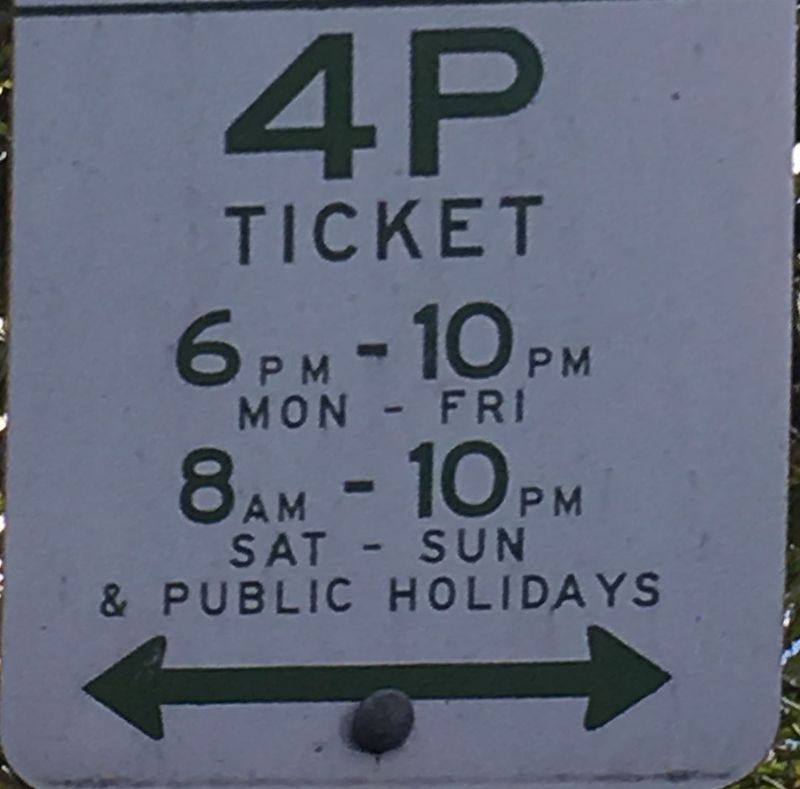 4P
TICKET
6PM - 10PM
MON - FRI
8AM - 10PM
SAT - SUN
& PUBLIC HOLIDAYS